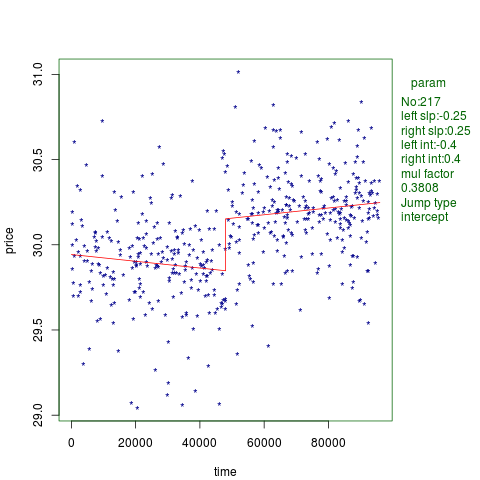 param
No:217
left slp:-0.25
right slp:0.25
left int:-0.4
right int:0.4
mul factor
0.3808
Jump type
intercept
31.0
30.5
30.0
29.5
29.0
price
0 20000 40000 60000 80000
time